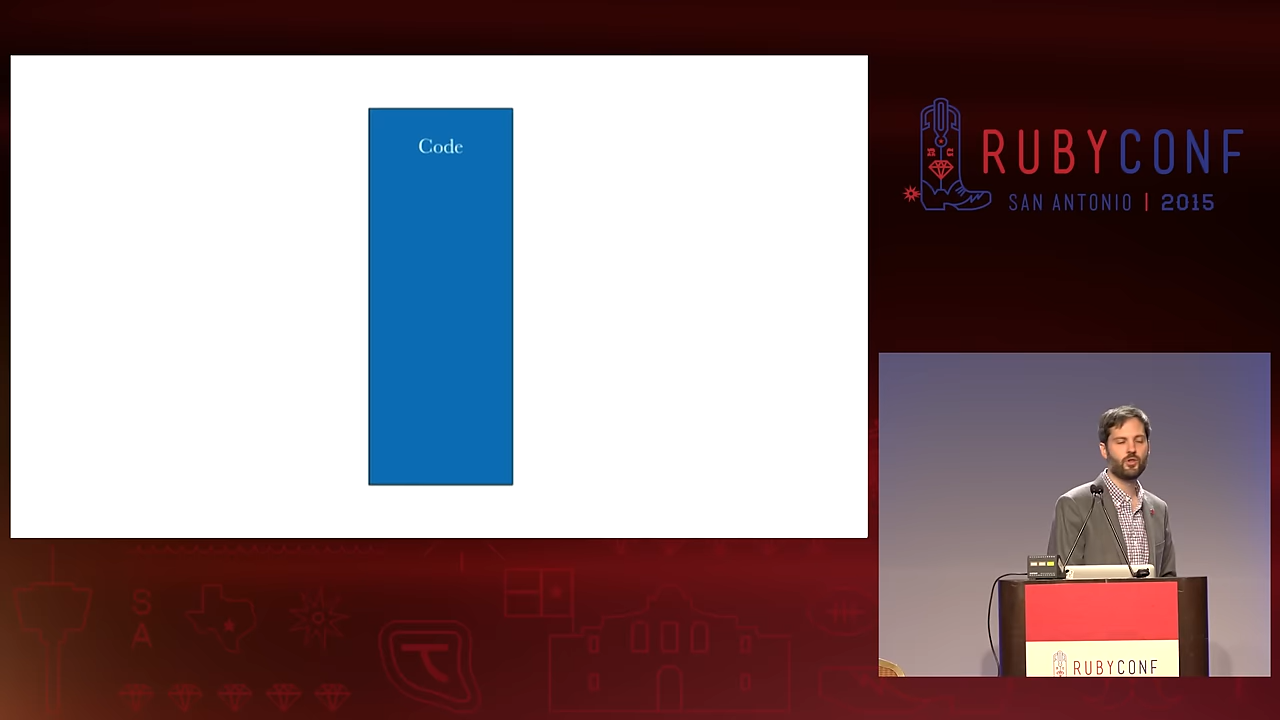 Code
RUBYCONF
SAN ANTONIO | 2015
S
A
RUBYCONF